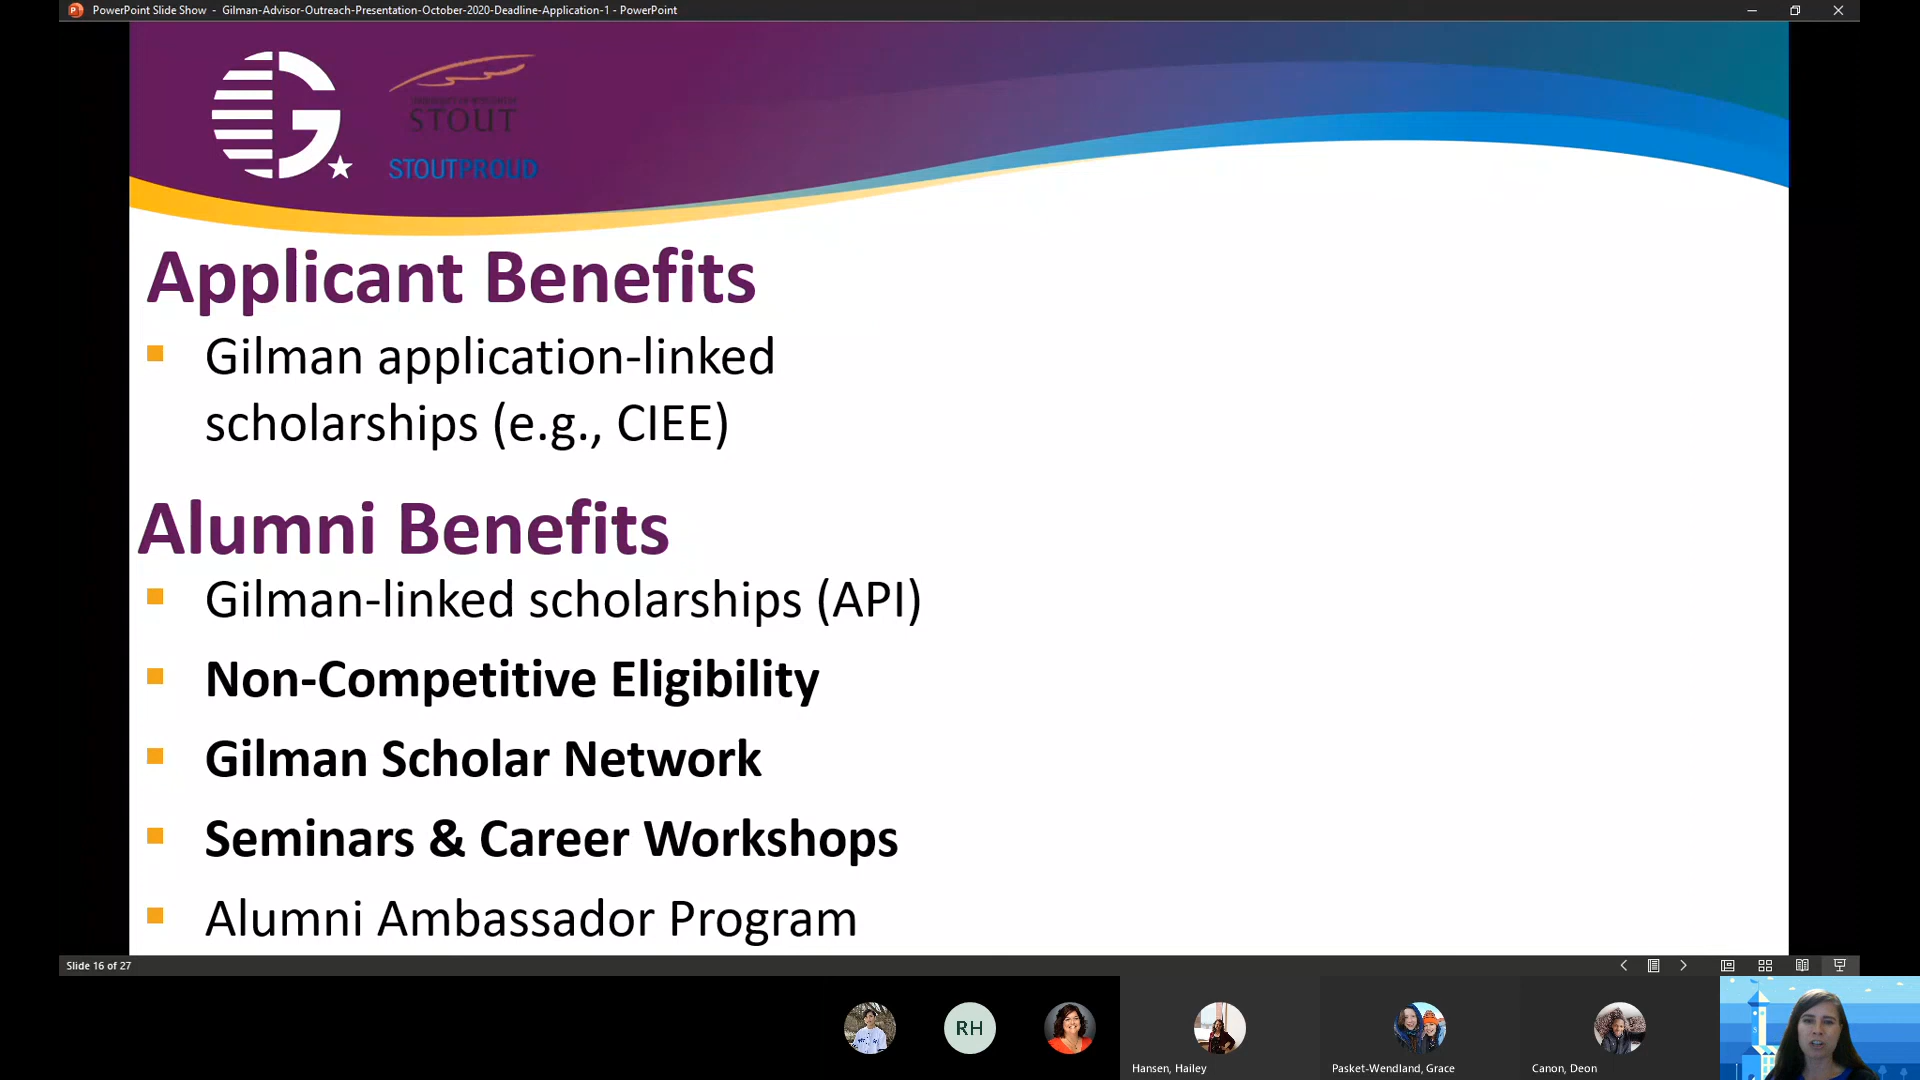 PowerPoint Slide Show - Gilman-Advisor-Outreach-Presentation-October-2020-Deadline-Application-1 - PowerPoint
G
STOUT
STOUTPROUD
Applicant Benefits
Gilman application-linked
scholarships (e.g., CIEE)
Alumni Benefits
Gilman-linked scholarships (API)
Non-Competitive Eligibility
Gilman Scholar Network
Seminars & Career Workshops
Alumni Ambassador Program
Slide 16 of 27
RH
Hansen, Hailey
Pasket-Wendland, Grace
Canon, Deon